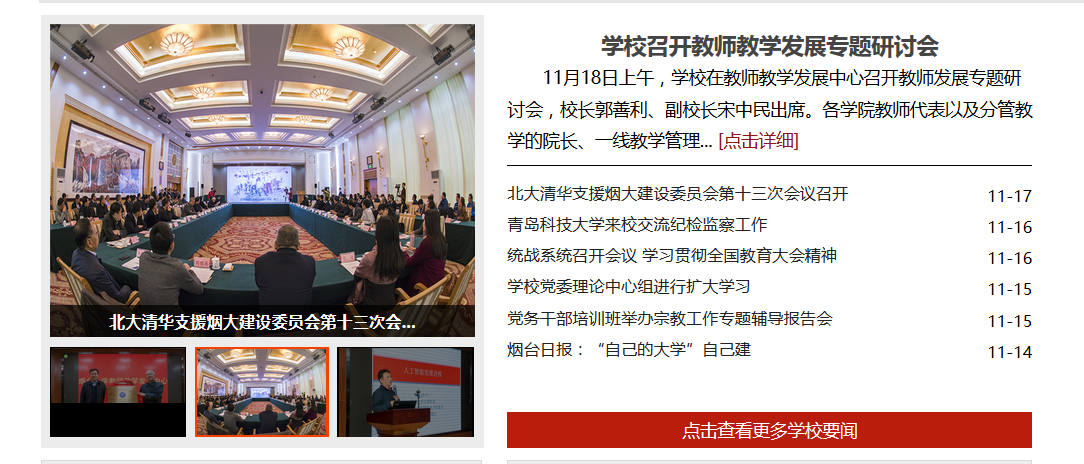 北大清华支援烟大建设委员会第十三次会...
人工智能发展进程
学校召开教师教学发展专题研讨会
11月18日上午，学校在教师教学发展中心召开教师发展专题研
讨会，校长郭善利、副校长宋中民出席。各学院教师代表以及分管教
学的院长、一线教学管理... [点击详细]
北大清华支援烟大建设委员会第十三次会议召开 11-17
青岛科技大学来校交流纪检监察工作 11-16
统战系统召开会议 学习贯彻全国教育大会精神 11-16
学校党委理论中心组进行扩大学习 11-15
党务干部培训班举办宗教工作专题辅导报告会 11-15
烟台日报：“自己的大学”自己建 11-14
点击查看更多学校要闻